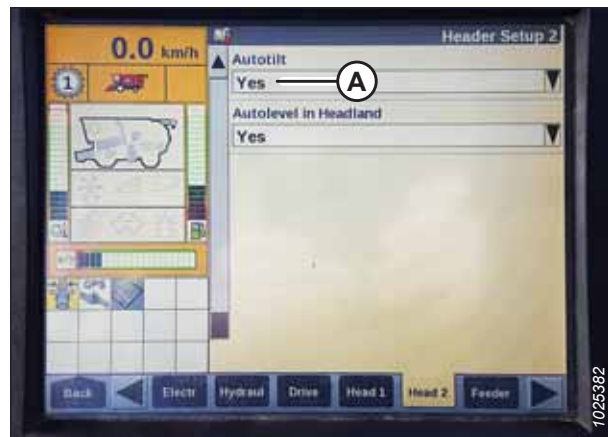 Header Setup 2
0.0 km/h
Autotilt
1
Yes
A
Autolevel in Headland
Yes
Back
Electr
Hydraul
Drive
Head 1
Head 2
Feeder
1025382